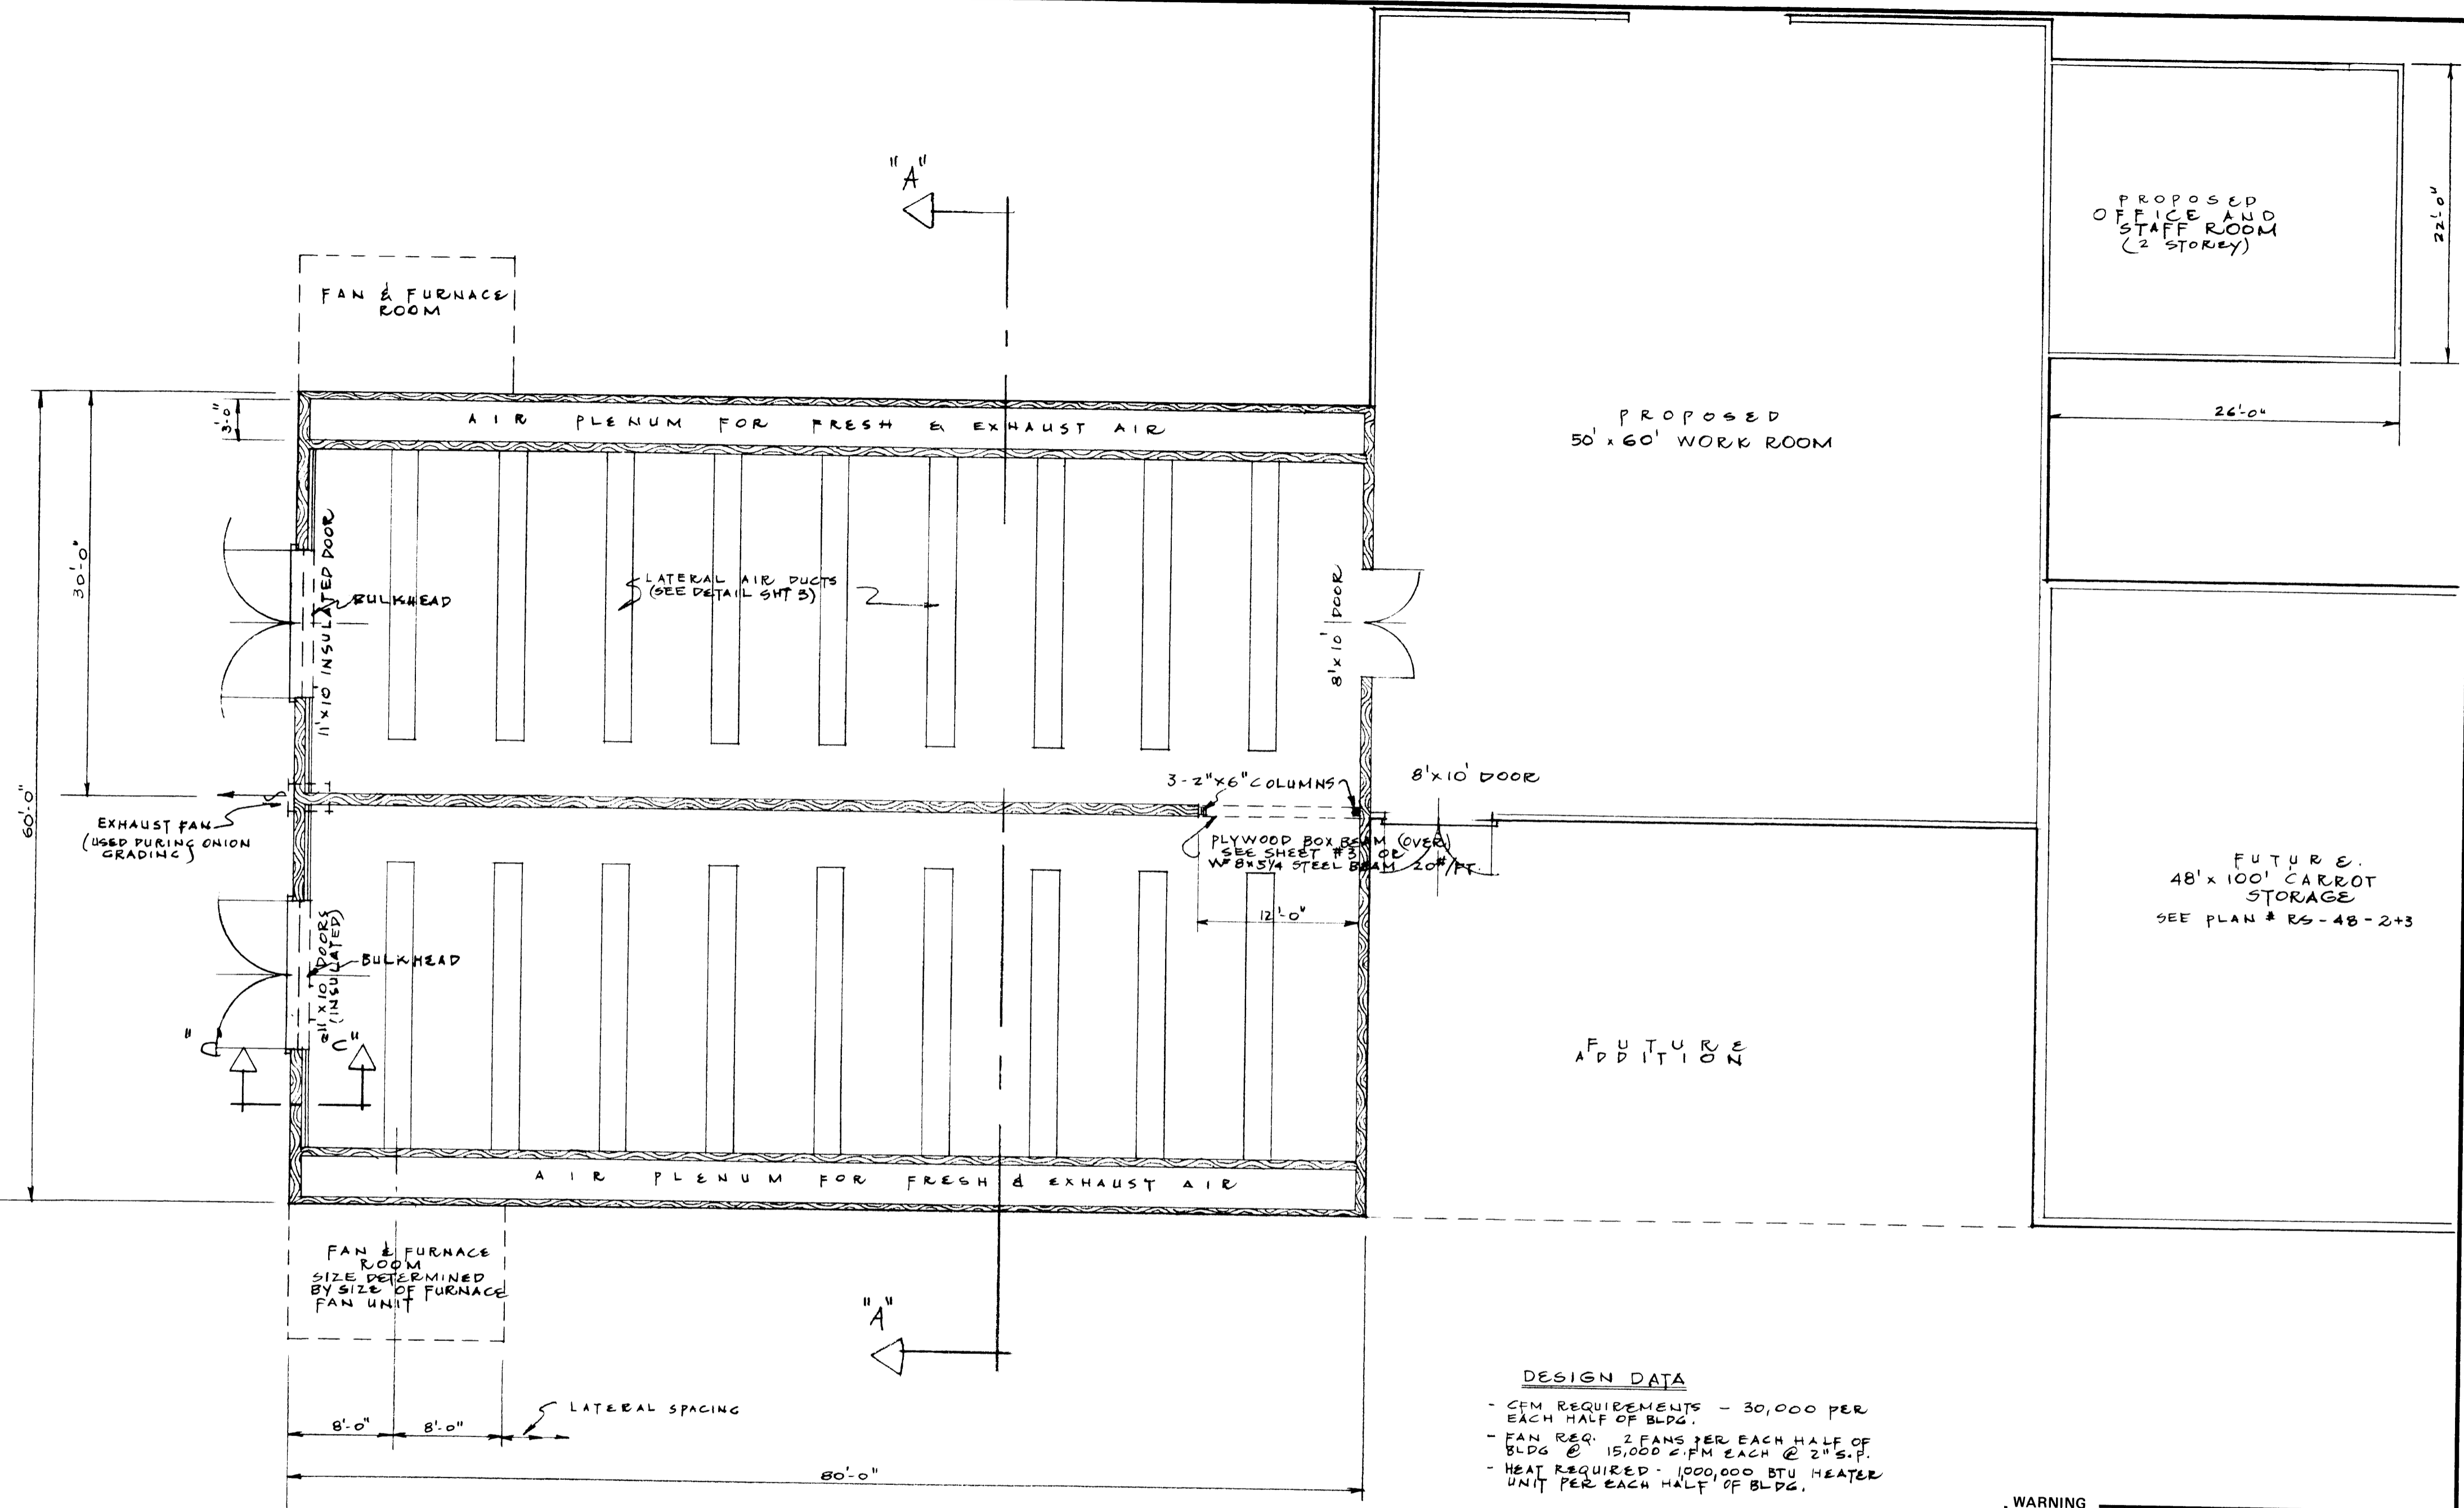 "A"
PROPOSED
OFFICE AND
STAFF ROOM
(2 STOREY)
22'-0"
26'-0"
FAN & FURNACE
ROOM
3'-0"
AIR PLENUM FOR FRESH & EXHAUST AIR
PROPOSED
50' x 60' WORK ROOM
30'-0"
60'-0"
11'X10' INSULATED DOOR
BULKHEAD
LATERAL AIR DUCTS
(SEE DETAIL SHT 3)
8'X10' DOOR
3-2"X6" COLUMNS
8'X10' DOOR
EXHAUST FAN
(USED DURING ONION
GRADING)
PLYWOOD BOX BEAM (OVER)
SEE SHEET #3 OR
WF 8x5 1/4 STEEL BEAM 20#/FT.
12'-0"
FUTURE.
48' x 100' CARROT
STORAGE
SEE PLAN # RS-48-2+3
11'X10' DOORS
(INSULATED)
BULKHEAD
"C"
FUTURE
ADDITION
AIR PLENUM FOR FRESH & EXHAUST AIR
FAN & FURNACE
ROOM
SIZE DETERMINED
BY SIZE OF FURNACE
FAN UNIT
"A"
8'-0"
8'-0"
LATERAL SPACING
80'-0"
DESIGN DATA
- CFM REQUIREMENTS - 30,000 PER
EACH HALF OF BLDG.
- FAN REQ. 2 FANS PER EACH HALF OF
BLDG @ 15,000 C.F.M EACH @ 2" S.P.
- HEAT REQUIRED - 1,000,000 BTU HEATER
UNIT PER EACH HALF OF BLDG.
WARNING